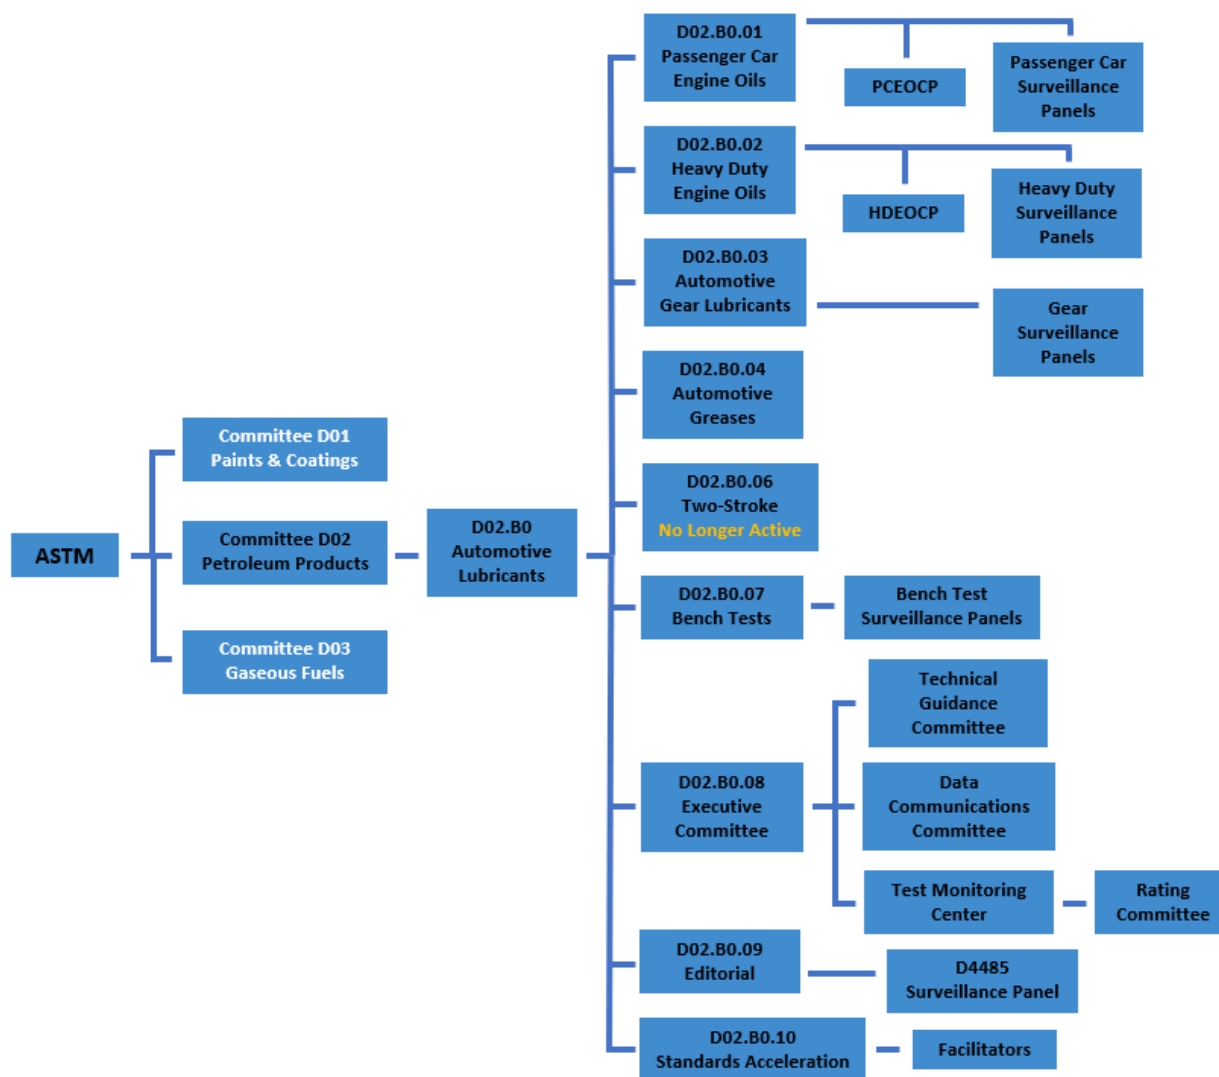 ASTM
Committee D01
Paints & Coatings
Committee D02
Petroleum Products
Committee D03
Gaseous Fuels
D02.B0
Automotive
Lubricants
D02.B0.01
Passenger Car
Engine Oils
PCEOCP
Passenger Car
Surveillance
Panels
D02.B0.02
Heavy Duty
Engine Oils
HDEOCP
Heavy Duty
Surveillance
Panels
D02.B0.03
Automotive
Gear Lubricants
Gear
Surveillance
Panels
D02.B0.04
Automotive
Greases
D02.B0.06
Two-Stroke
No Longer Active
D02.B0.07
Bench Tests
Bench Test
Surveillance Panels
D02.B0.08
Executive
Committee
Technical
Guidance
Committee
Data
Communications
Committee
Test Monitoring
Center
Rating
Committee
D02.B0.09
Editorial
D4485
Surveillance Panel
D02.B0.10
Standards Acceleration
Facilitators